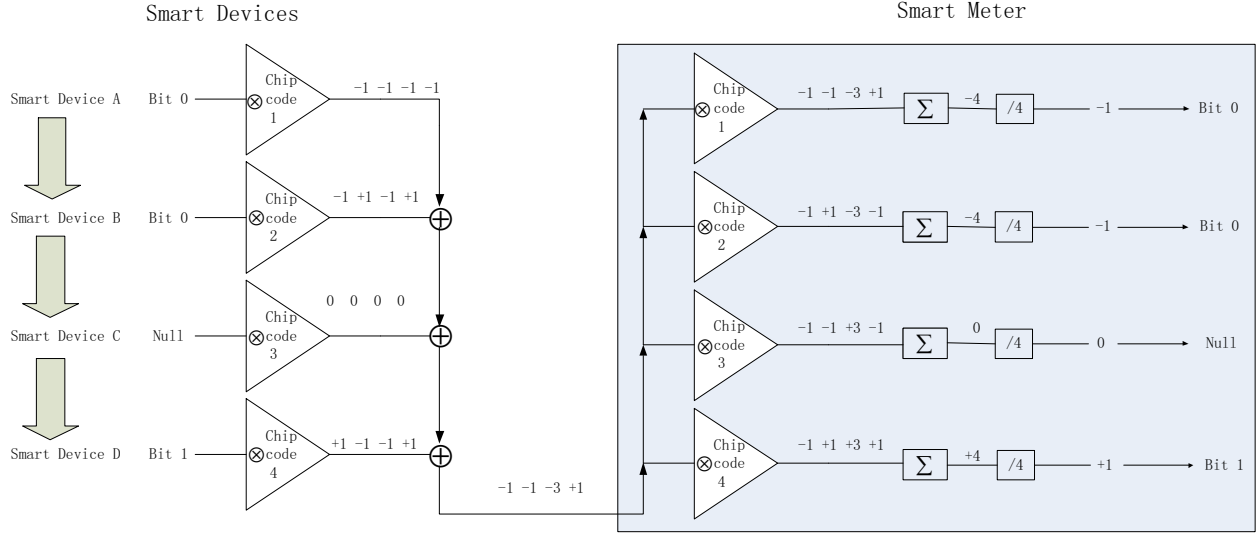 Smart Devices
Smart Meter
Smart Device A
Bit 0
Chip
code
1
-1 -1 -1 -1
Smart Device B
Bit 0
Chip
code
2
-1 +1 -1 +1
Smart Device C
Null
Chip
code
3
0 0 0 0
Smart Device D
Bit 1
Chip
code
4
+1 -1 -1 +1
-1 -1 -3 +1
Chip
code
1
-1 -1 -3 +1
Σ
-4
/4
-1
Bit 0
Chip
code
2
-1 +1 -3 -1
Σ
-4
/4
-1
Bit 0
Chip
code
3
-1 -1 +3 -1
Σ
0
/4
0
Null
Chip
code
4
-1 +1 +3 +1
Σ
+4
/4
+1
Bit 1